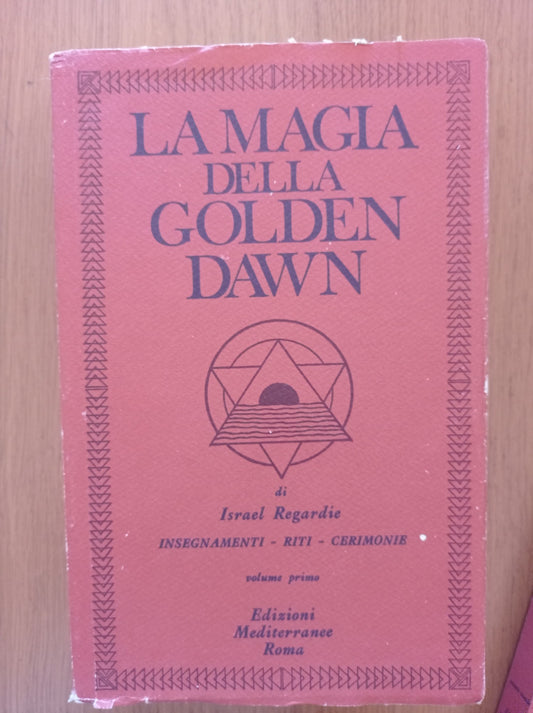 LA MAGIA
DELLA
GOLDEN
DAWN
di
Israel Regardie
INSEGNAMENTI - RITI - CERIMONIE
volume primo
Edizioni
Mediterranee
Roma